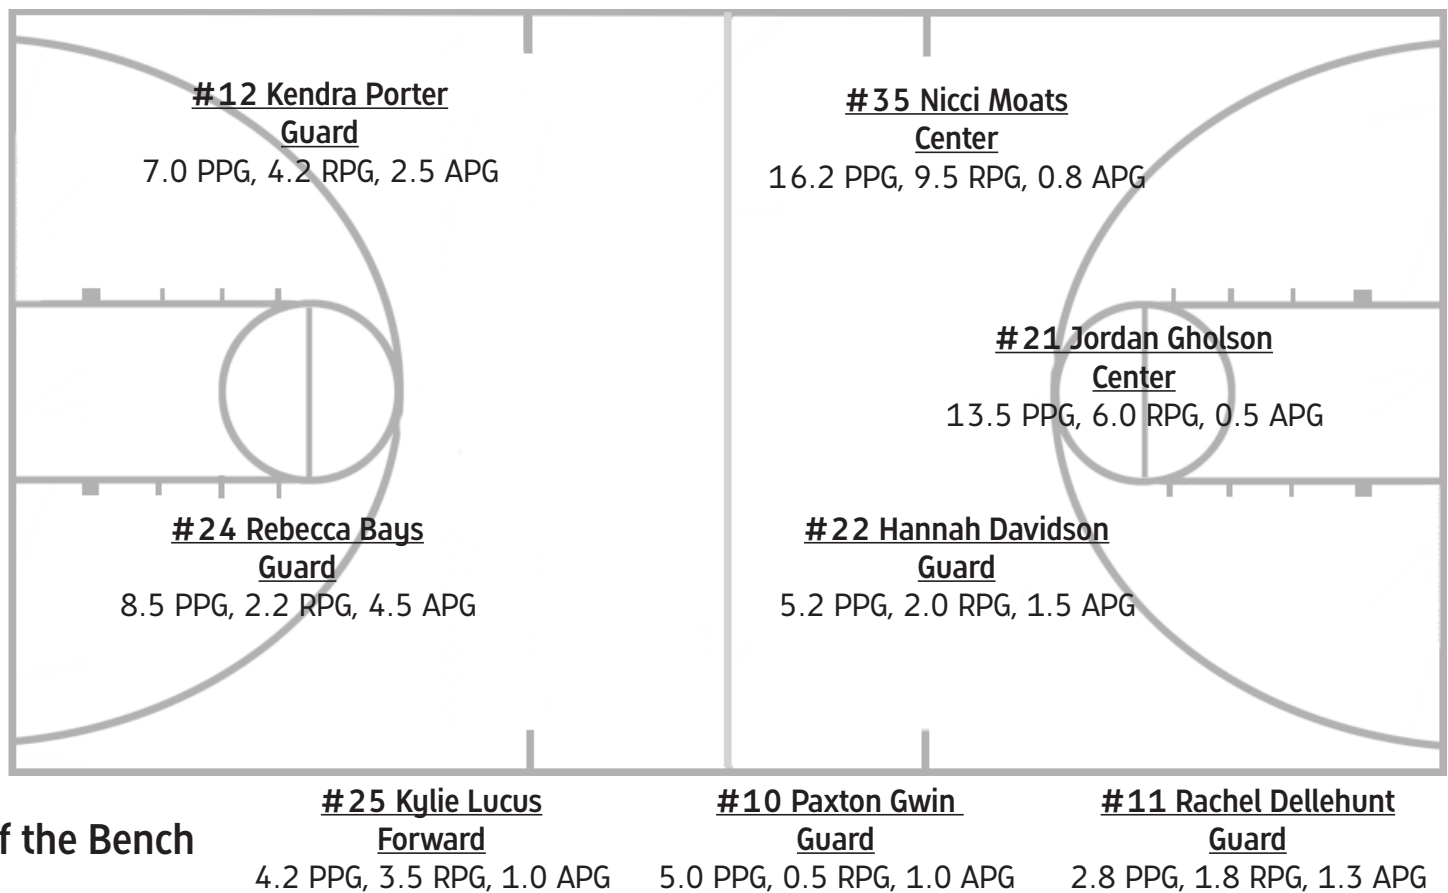 #12 Kendra Porter
Guard
7.0 PPG, 4.2 RPG, 2.5 APG
#35 Nicci Moats
Center
16.2 PPG, 9.5 RPG, 0.8 APG
#21 Jordan Gholson
Center
13.5 PPG, 6.0 RPG, 0.5 APG
#24 Rebecca Bays
Guard
8.5 PPG, 2.2 RPG, 4.5 APG
#22 Hannah Davidson
Guard
5.2 PPG, 2.0 RPG, 1.5 APG
f the Bench
#25 Kylie Lucus
Forward
4.2 PPG, 3.5 RPG, 1.0 APG
#10 Paxton Gwin
Guard
5.0 PPG, 0.5 RPG, 1.0 APG
#11 Rachel Dellehunt
Guard
2.8 PPG, 1.8 RPG, 1.3 APG